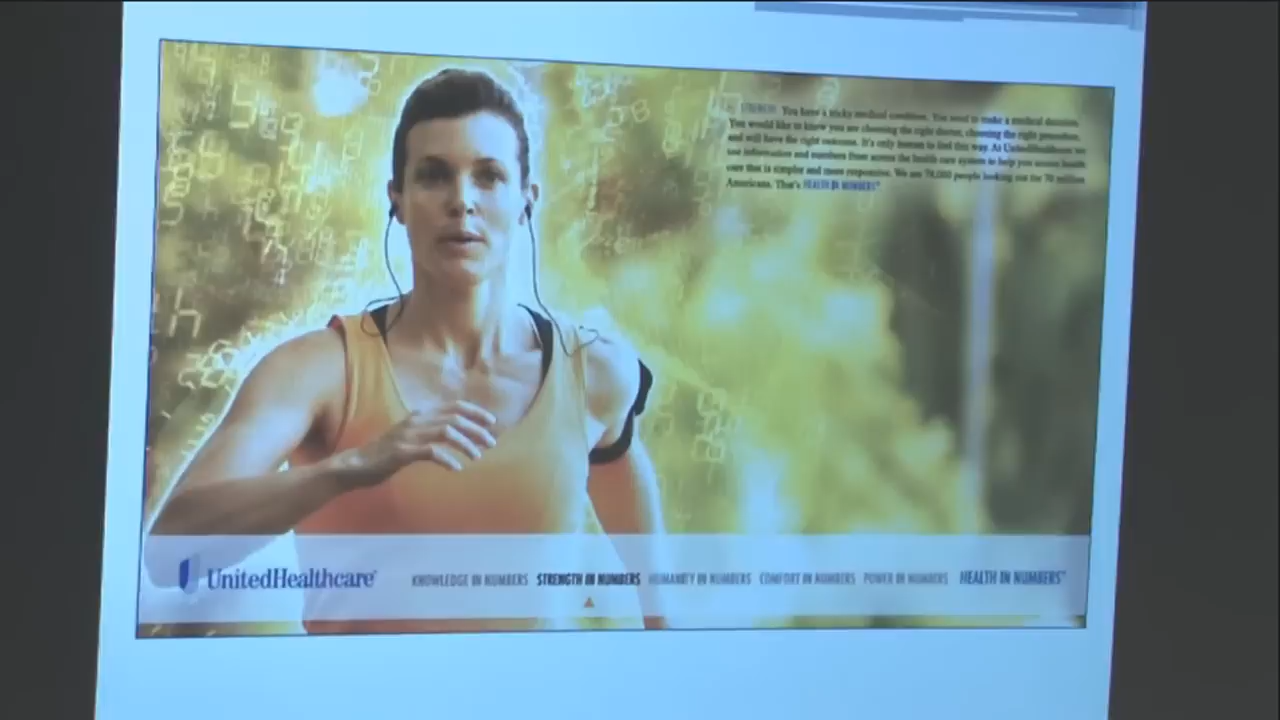 STRENGTH You have a tricky medical condition. You need to make a medical decision.
You would like to know you are choosing the right doctor, choosing the right procedure,
and will have the right outcome. It's only human to feel this way. At UnitedHealthcare we
use information and numbers from across the health care system to help you access health
care that is simpler and more responsive. We are 78,000 people looking out for 70 million
Americans. That's HEALTH IN NUMBERS
UnitedHealthcare® KNOWLEDGE IN NUMBERS STRENGTH IN NUMBERS HUMANITY IN NUMBERS COMFORT IN NUMBERS POWER IN NUMBERS HEALTH IN NUMBERS